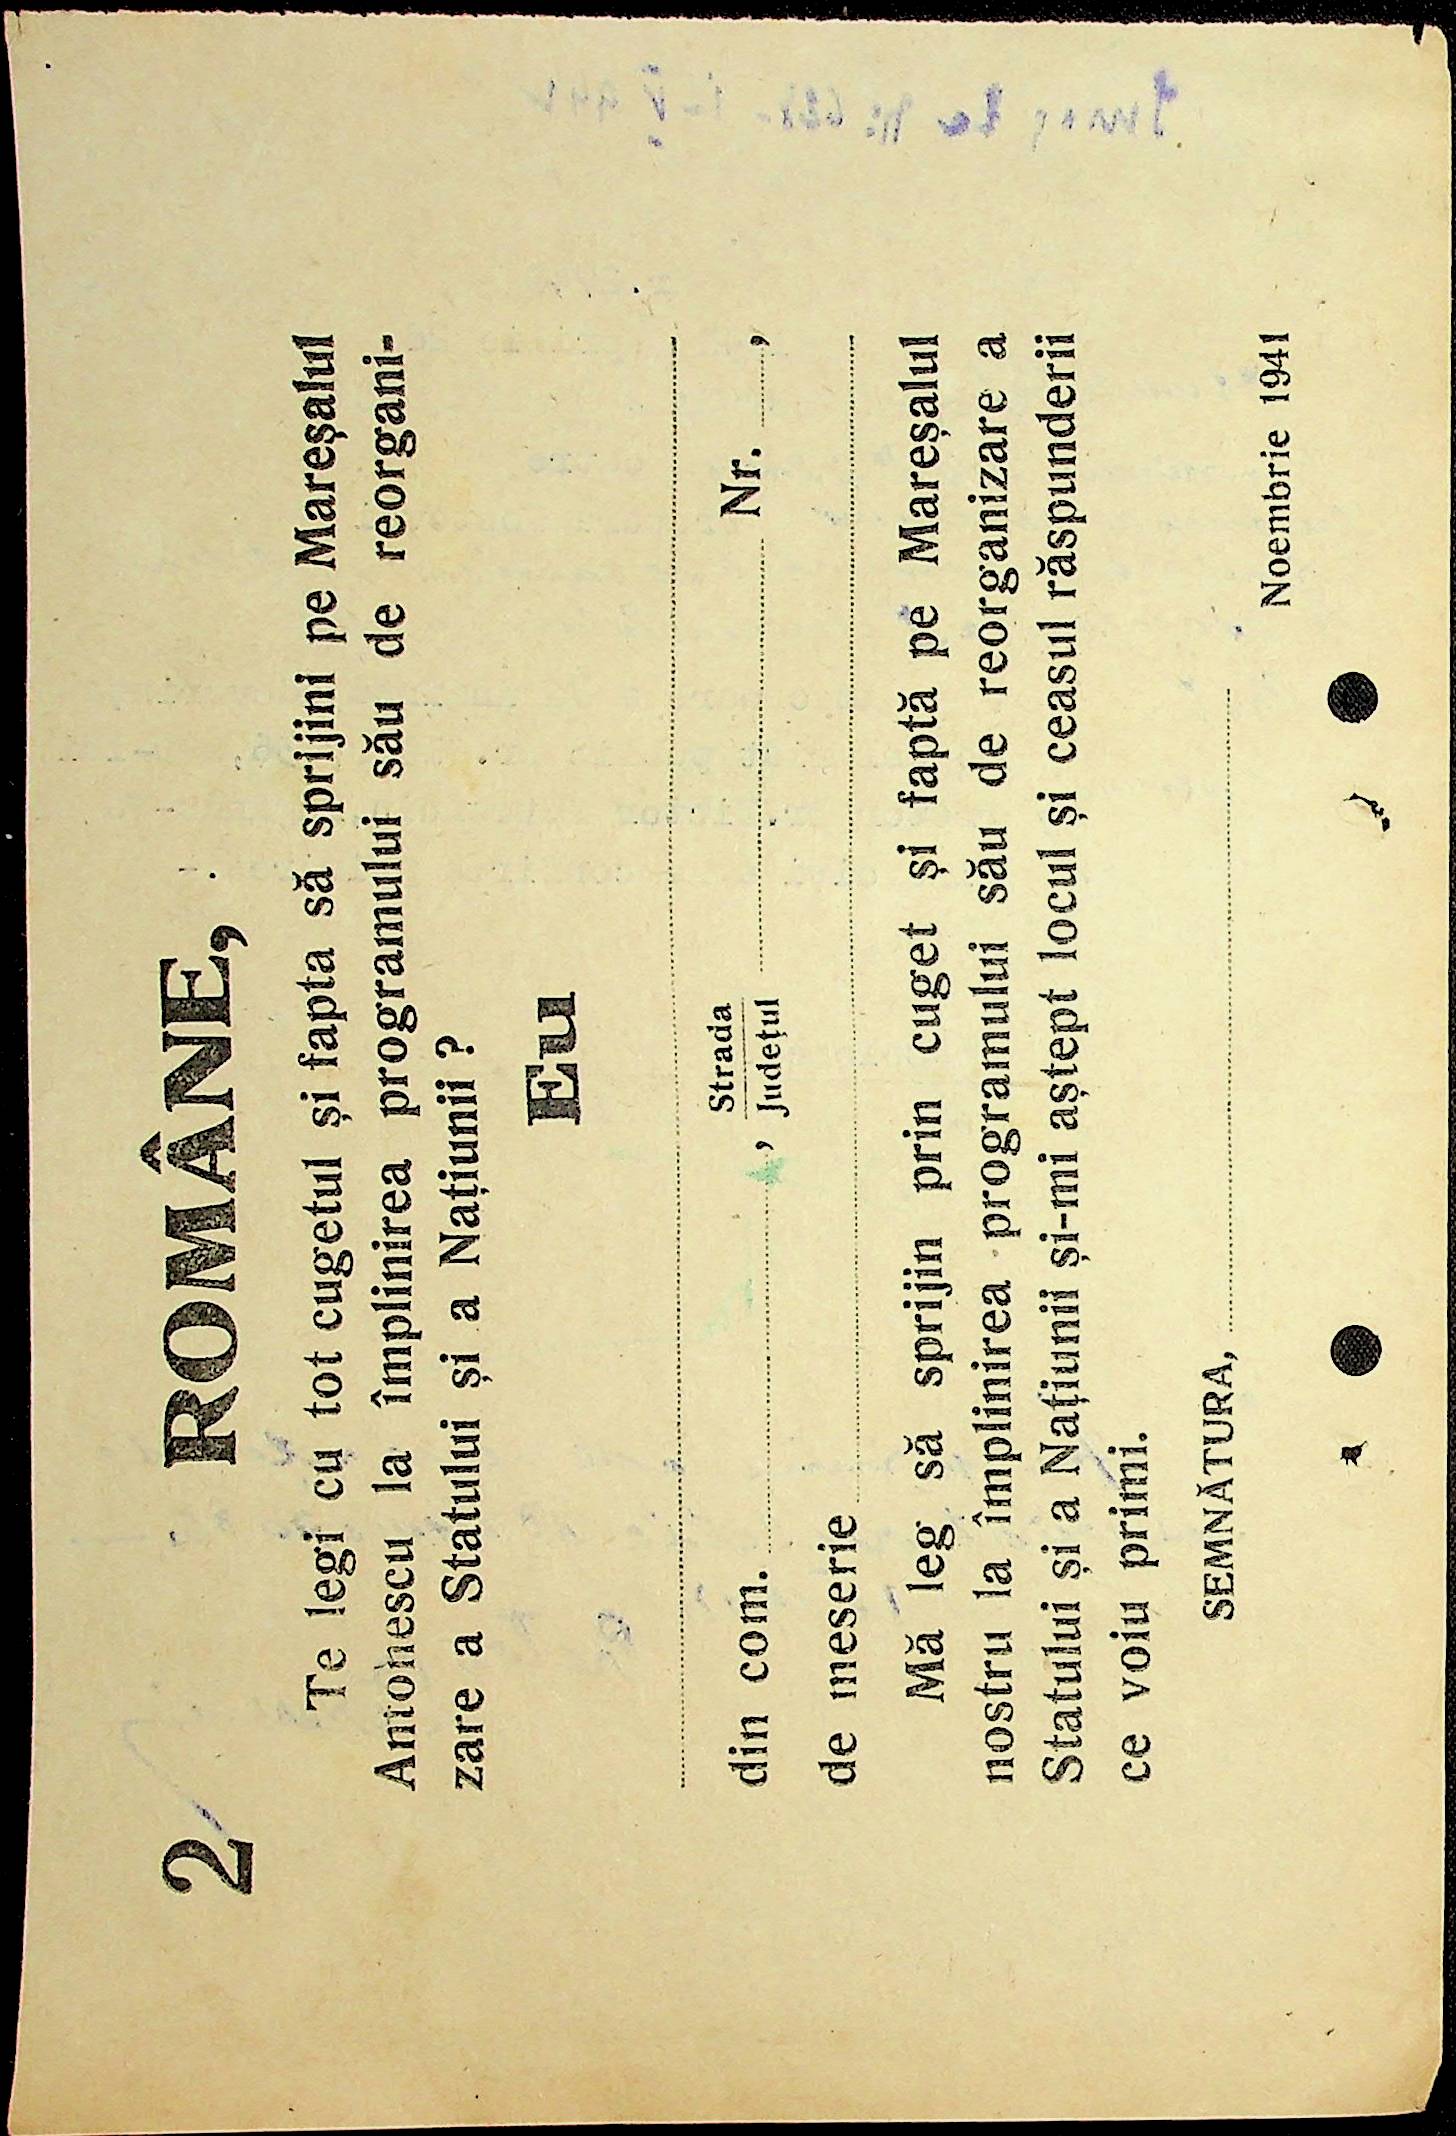 2 ROMÂNE,
Te legi cu tot cugetul și fapta să sprijini pe Mareșalul
Antonescu la împlinirea programului său de reorgani-
zare a Statului și a Națiunii ?
Eu
din com. , Strada Nr. ,
Județul
de meserie
Mă leg să sprijin prin cuget și faptă pe Mareșalul
nostru la împlinirea programului său de reorganizare a
Statului și a Națiunii și-mi aștept locul și ceasul răspunderii
ce voiu primi.
SEMNĂTURA,
Noembrie 1941